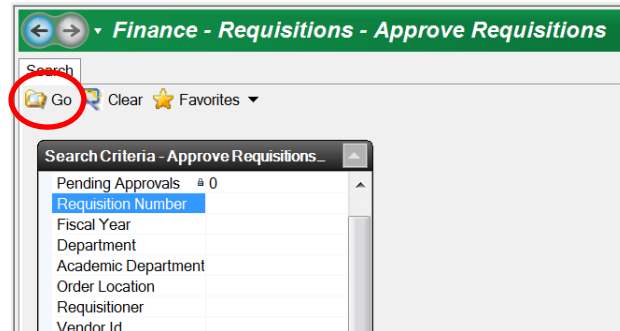 Finance - Requisitions - Approve Requisitions
Search
Go Clear Favorites
Search Criteria - Approve Requisitions_
Pending Approvals 0
Requisition Number
Fiscal Year
Department
Academic Department
Order Location
Requisitioner
Vendor Id